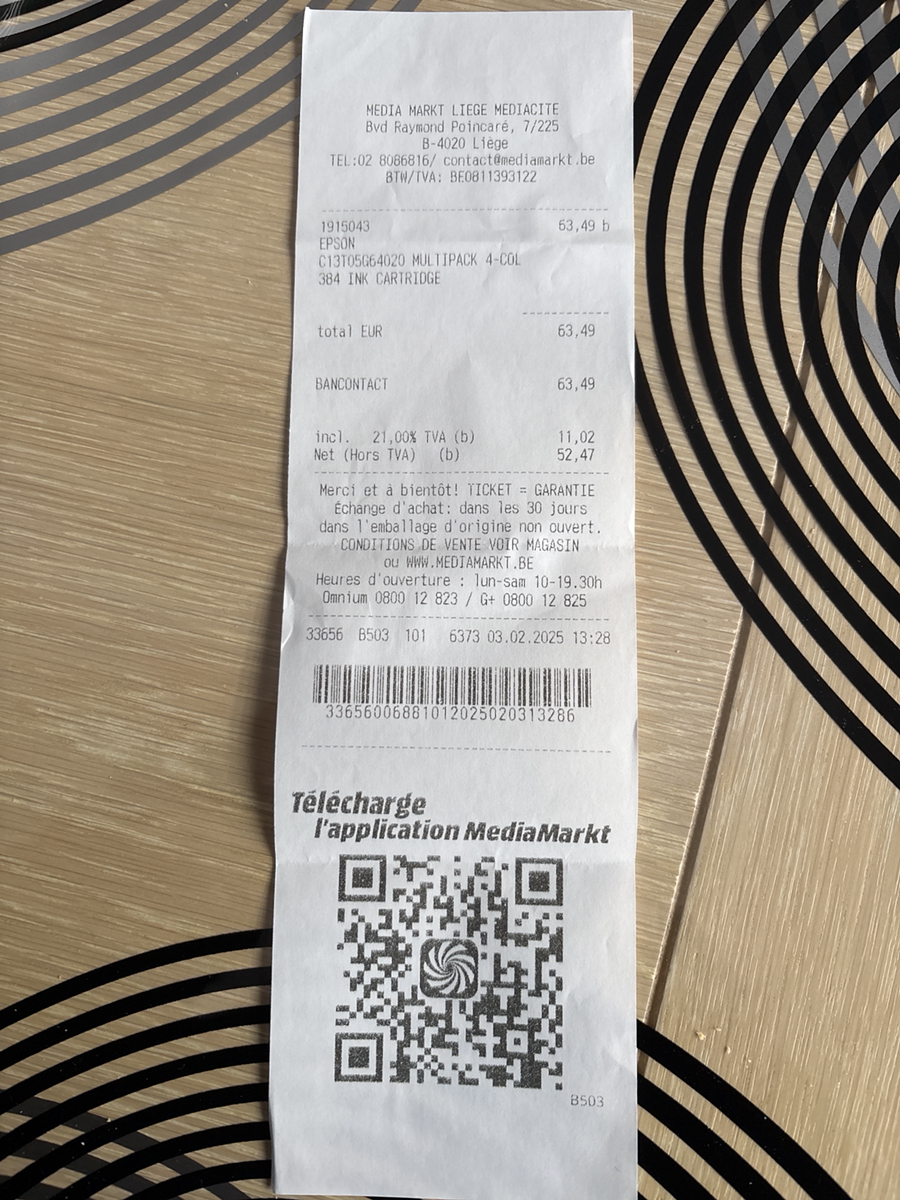 MEDIA MARKT LIEGE MEDIACITE
Bvd Raymond Poincaré, 7/225
B-4020 Liège
TEL:02 8086816/ contact@mediamarkt.be
BTW/TVA: BE0811393122
1915043 63,49 b
EPSON
C13T05G64020 MULTIPACK 4-COL
384 INK CARTRIDGE
total EUR 63,49
BANCONTACT 63,49
incl. 21,00% TVA (b) 11,02
Net (Hors TVA) (b) 52,47
Merci et à bientôt! TICKET = GARANTIE
Échange d'achat: dans les 30 jours
dans l'emballage d'origine non ouvert.
CONDITIONS DE VENTE VOIR MAGASIN
ou WWW.MEDIAMARKT.BE
Heures d'ouverture : lun-sam 10-19.30h
Omnium 0800 12 823 / G+ 0800 12 825
33656 B503 101 6373 03.02.2025 13:28
33656006881012025020313286
Télécharge
l'application MediaMarkt
B503